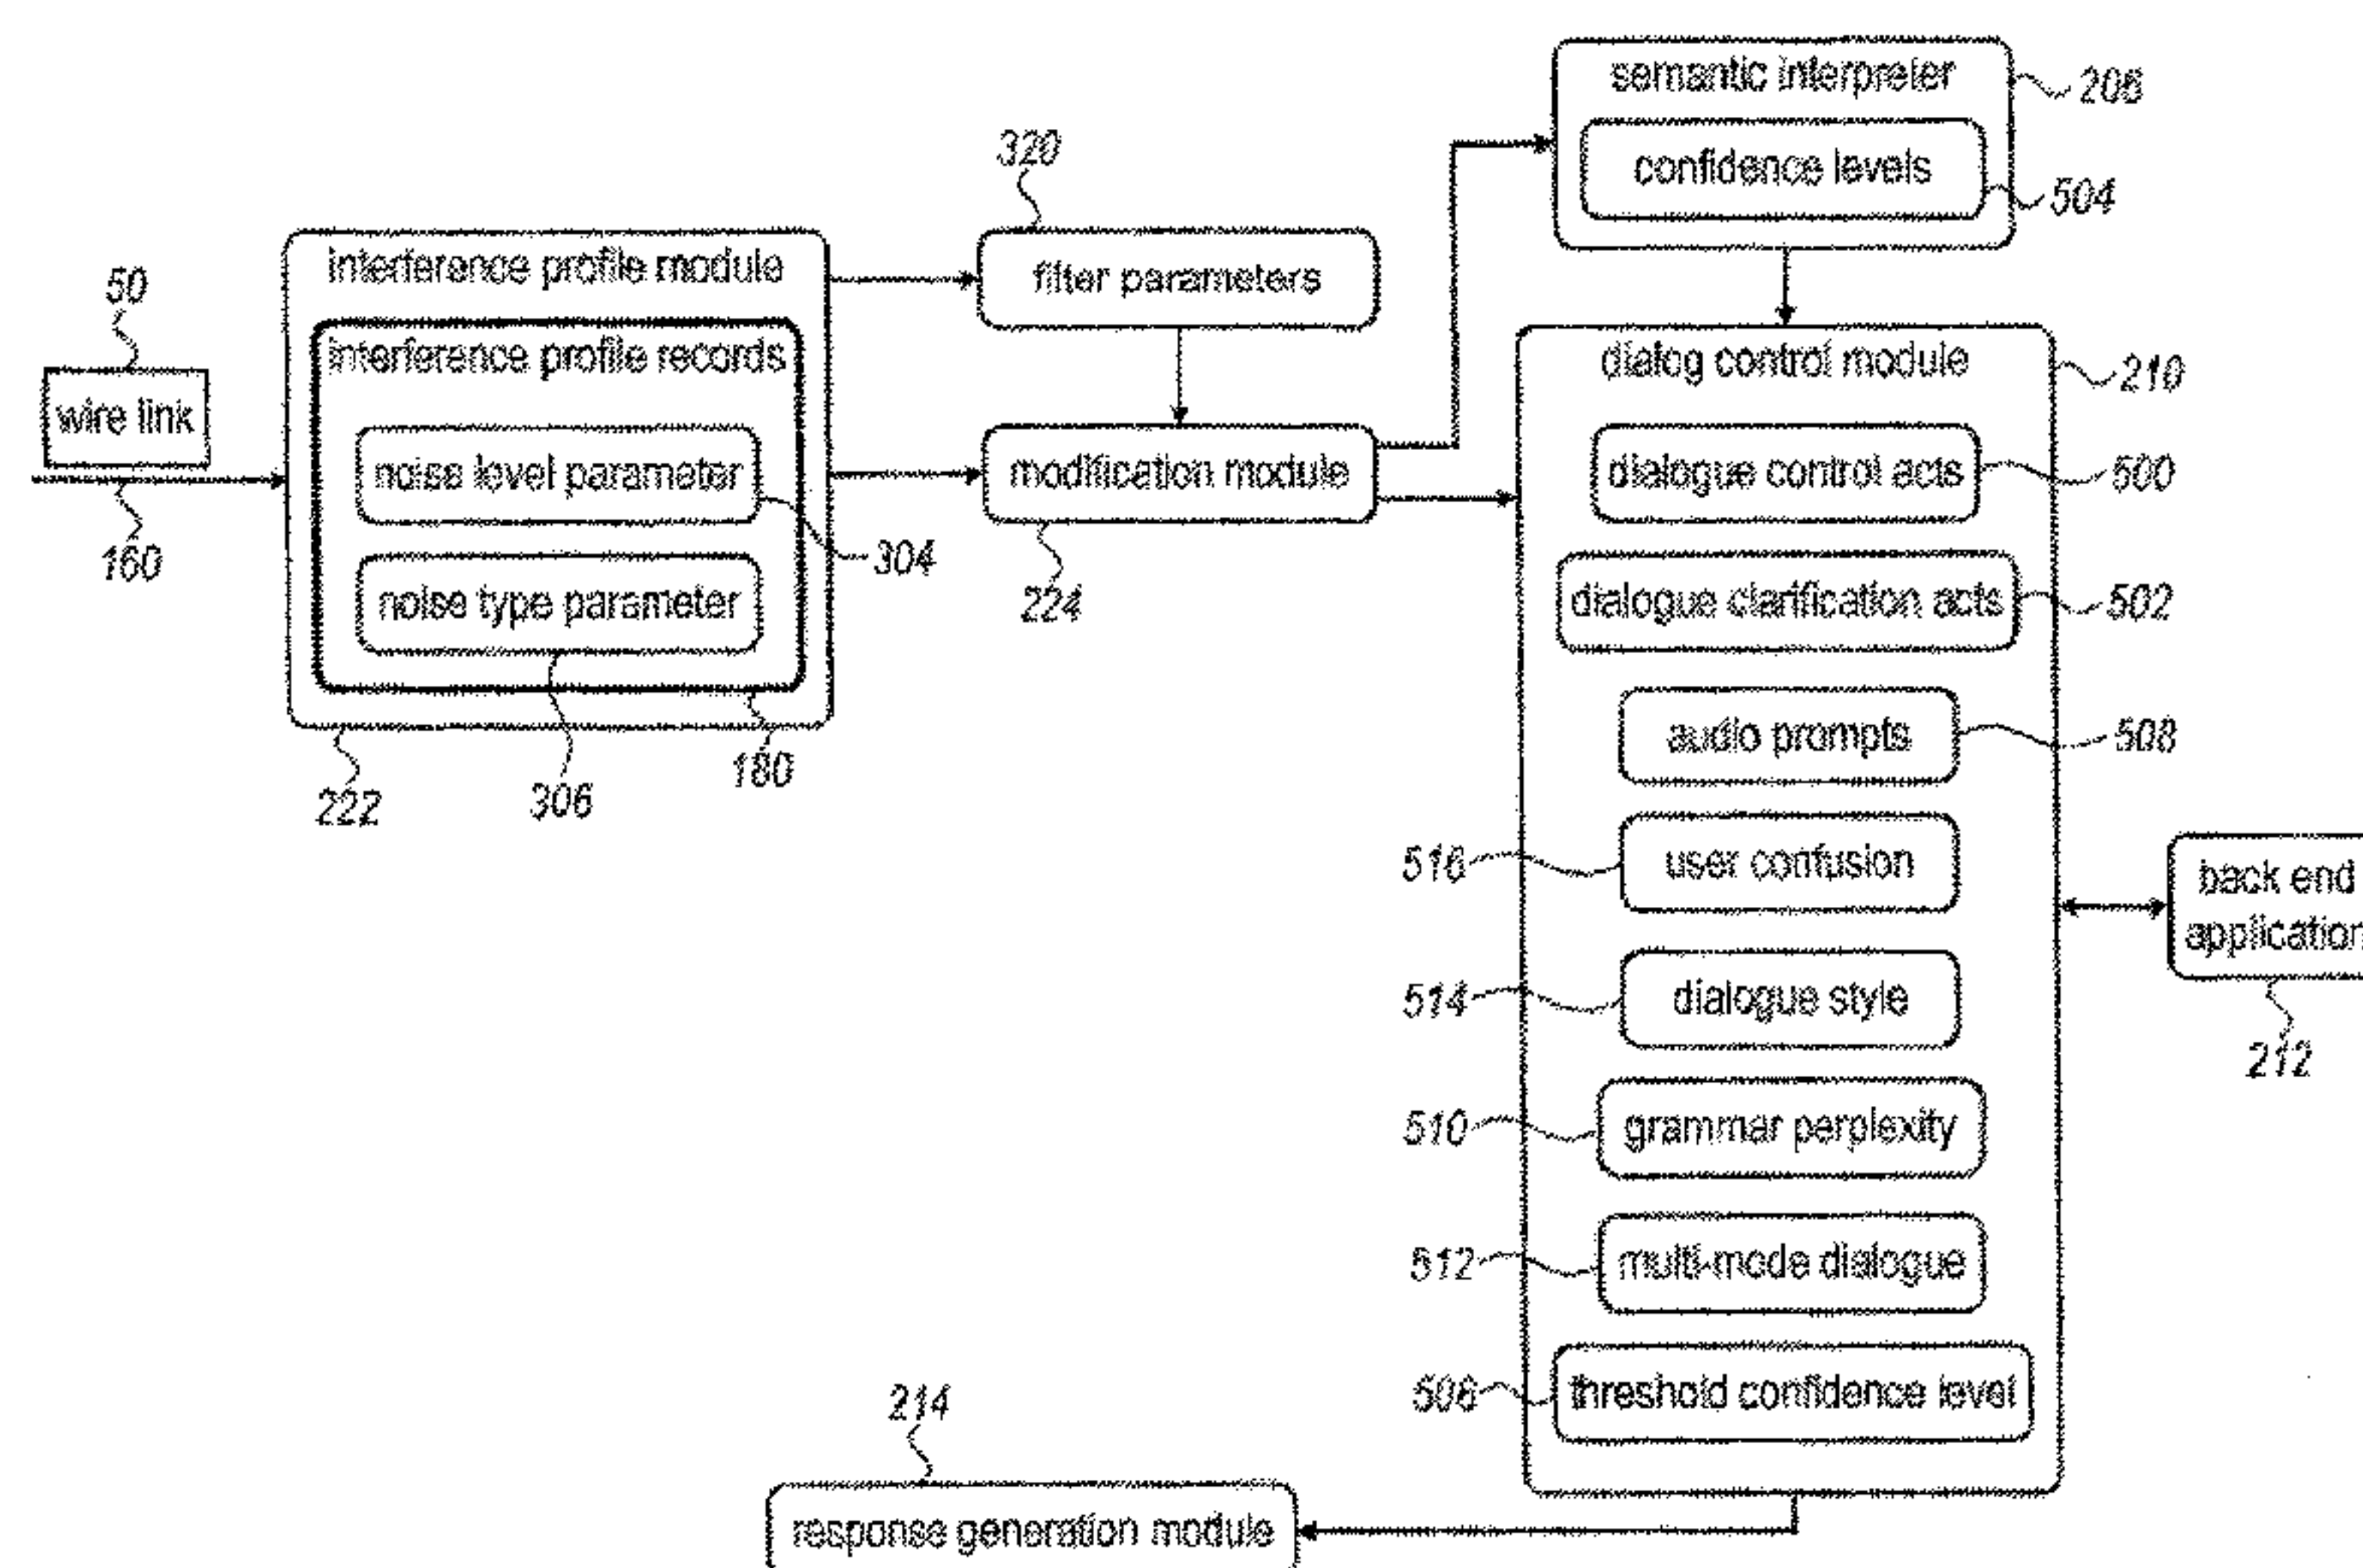 semantic interpreter
206
confidence levels
504
320
filter parameters
interference profile module
50
wire link
160
interference profile records
noise level parameter
304
noise type parameter
306
180
222
modification module
224
dialog control module
210
dialogue control acts
500
dialogue clarification acts
502
audio prompts
508
516
user confusion
514
dialogue style
510
grammar perplexity
512
multi-mode dialogue
506
threshold confidence level
back end
application
212
214
response generation module